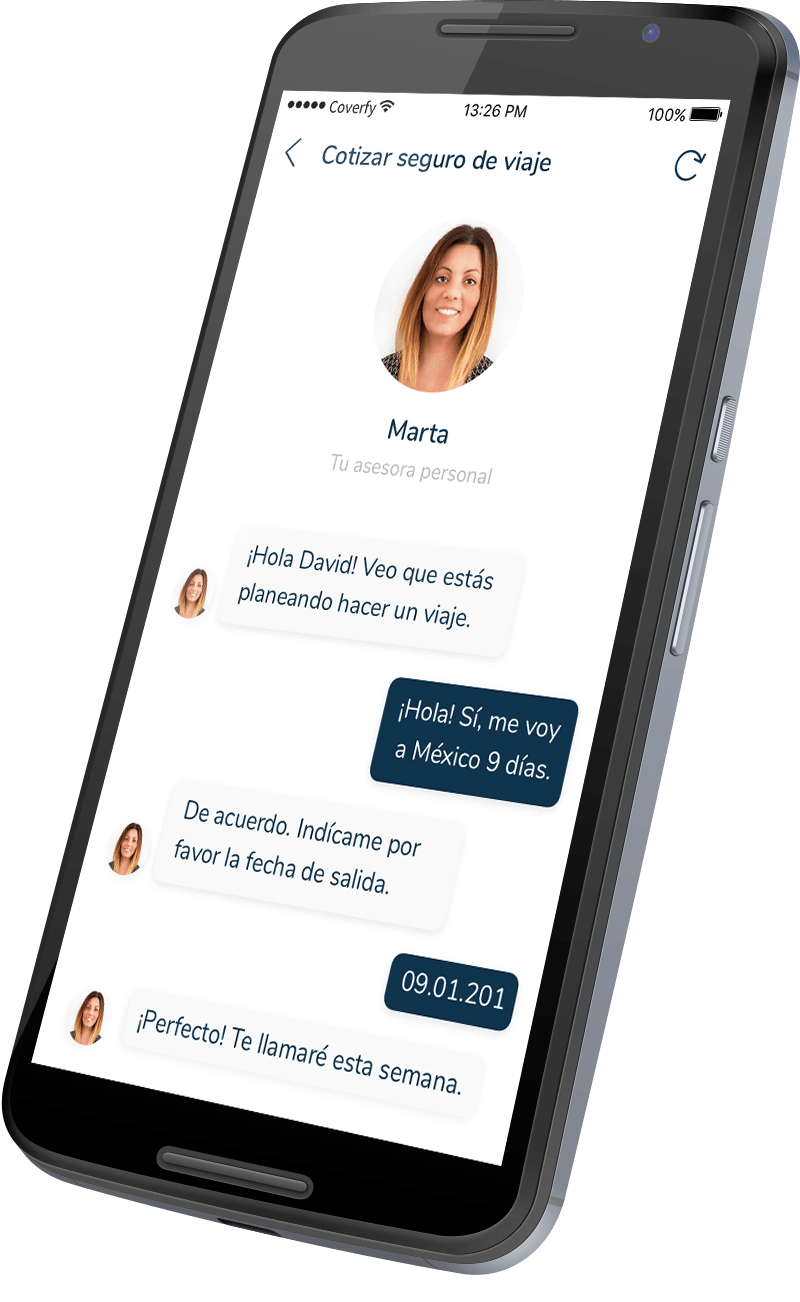 Coverfy 13:26 PM 100%
Cotizar seguro de viaje
Marta
Tu asesora personal
¡Hola David! Veo que estás
planeando hacer un viaje.
¡Hola! Sí, me voy
a México 9 días.
De acuerdo. Indícame por
favor la fecha de salida.
09.01.201
¡Perfecto! Te llamaré esta semana.